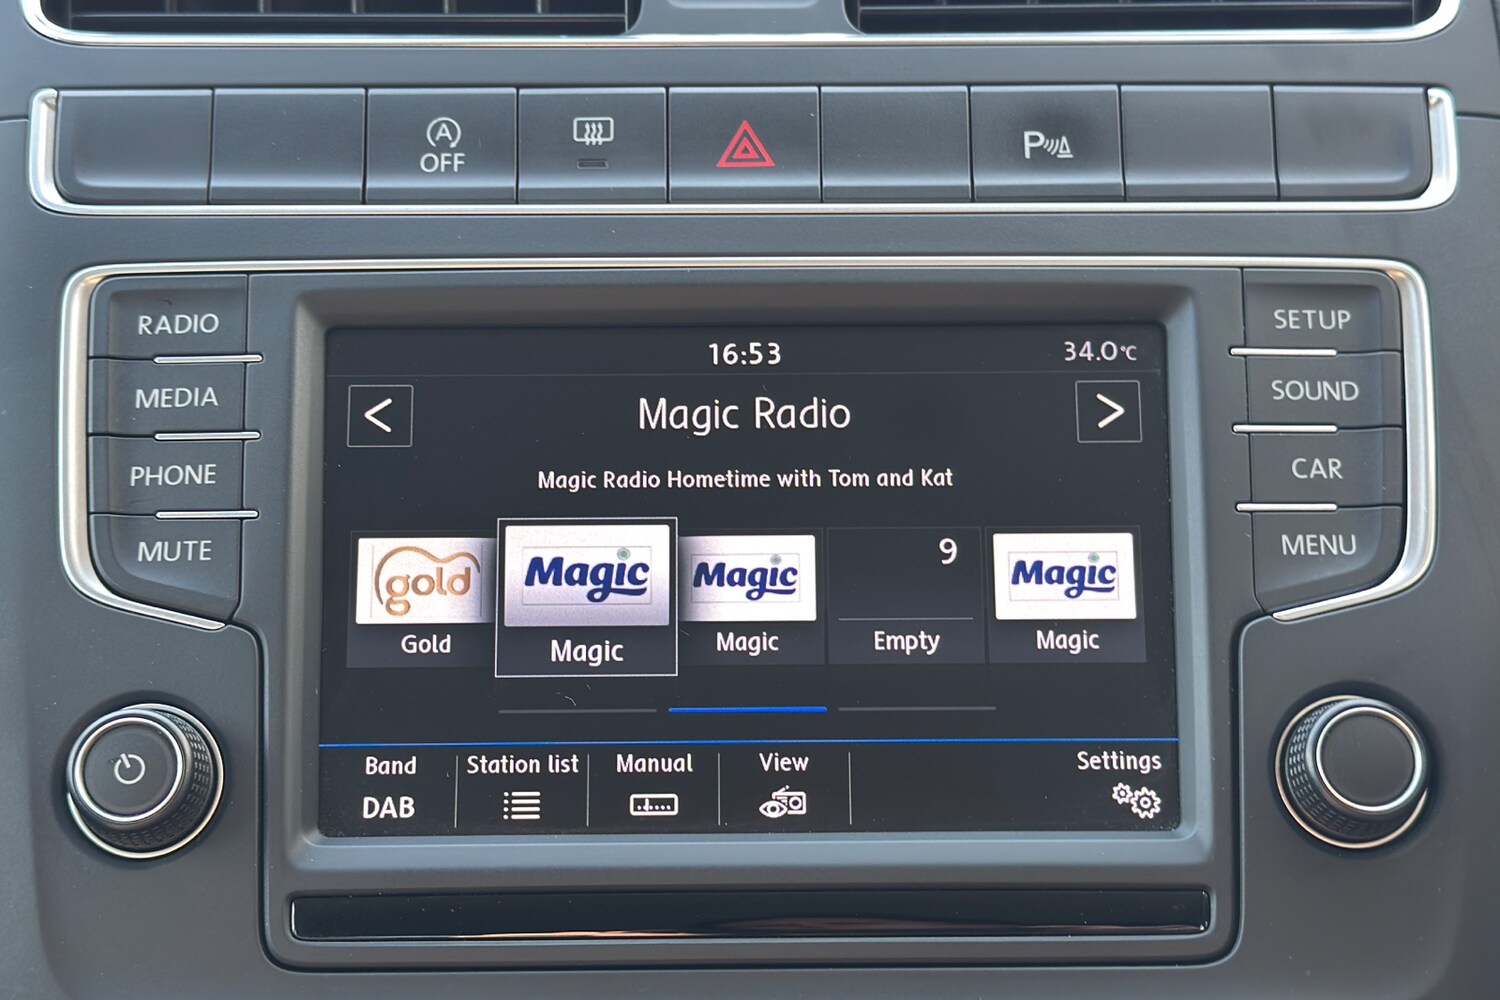 A
OFF
P
RADIO
MEDIA
PHONE
MUTE
SETUP
SOUND
CAR
MENU
16:53
34.0°C
<
Magic Radio
>
Magic Radio Hometime with Tom and Kat
gold
Magic
Magic
9
Magic
Gold
Magic
Magic
Empty
Magic
Band
Station list
Manual
View
Settings
DAB